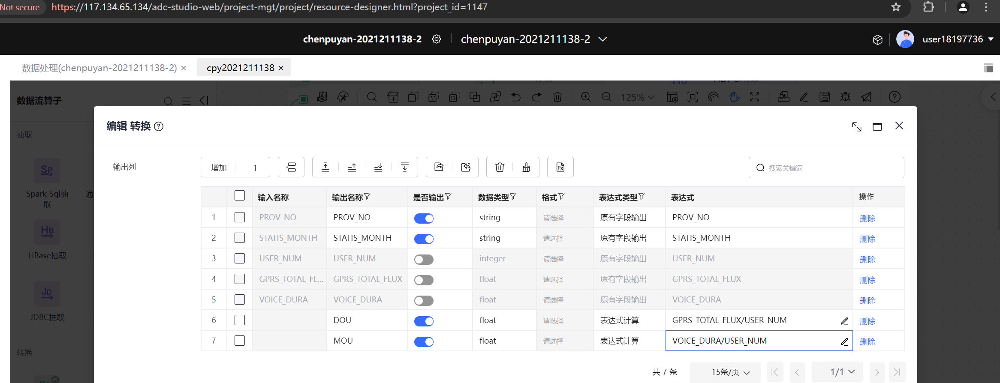 Not secure https://117.134.65.134/adc-studio-web/project-mgt/project/resource-designer.html?project_id=1147
chenpuyan-2021211138-2 chenpuyan-2021211138-2 user18197736
数据处理(chenpuyan-2021211138-2) × cpy2021211138 ×
数据流算子 125%
编辑 转换
抽取
输出列 增加 1 搜索关键词
Spark Sql抽取
通
HBase抽取
JDBC抽取
转换
输入名称 输出名称 是否输出 数据类型 格式 表达式类型 表达式 操作
1 PROV_NO PROV_NO string 请选择 原有字段输出 PROV_NO 删除
2 STATIS_MONTH STATIS_MONTH string 请选择 原有字段输出 STATIS_MONTH 删除
3 USER_NUM USER_NUM integer 请选择 原有字段输出 USER_NUM 删除
4 GPRS_TOTAL_FL... GPRS_TOTAL_FLUX float 请选择 原有字段输出 GPRS_TOTAL_FLUX 删除
5 VOICE_DURA VOICE_DURA float 请选择 原有字段输出 VOICE_DURA 删除
6 DOU float 请选择 表达式计算 GPRS_TOTAL_FLUX/USER_NUM 删除
7 MOU float 请选择 表达式计算 VOICE_DURA/USER_NUM 删除
共 7 条 15条/页 1/1